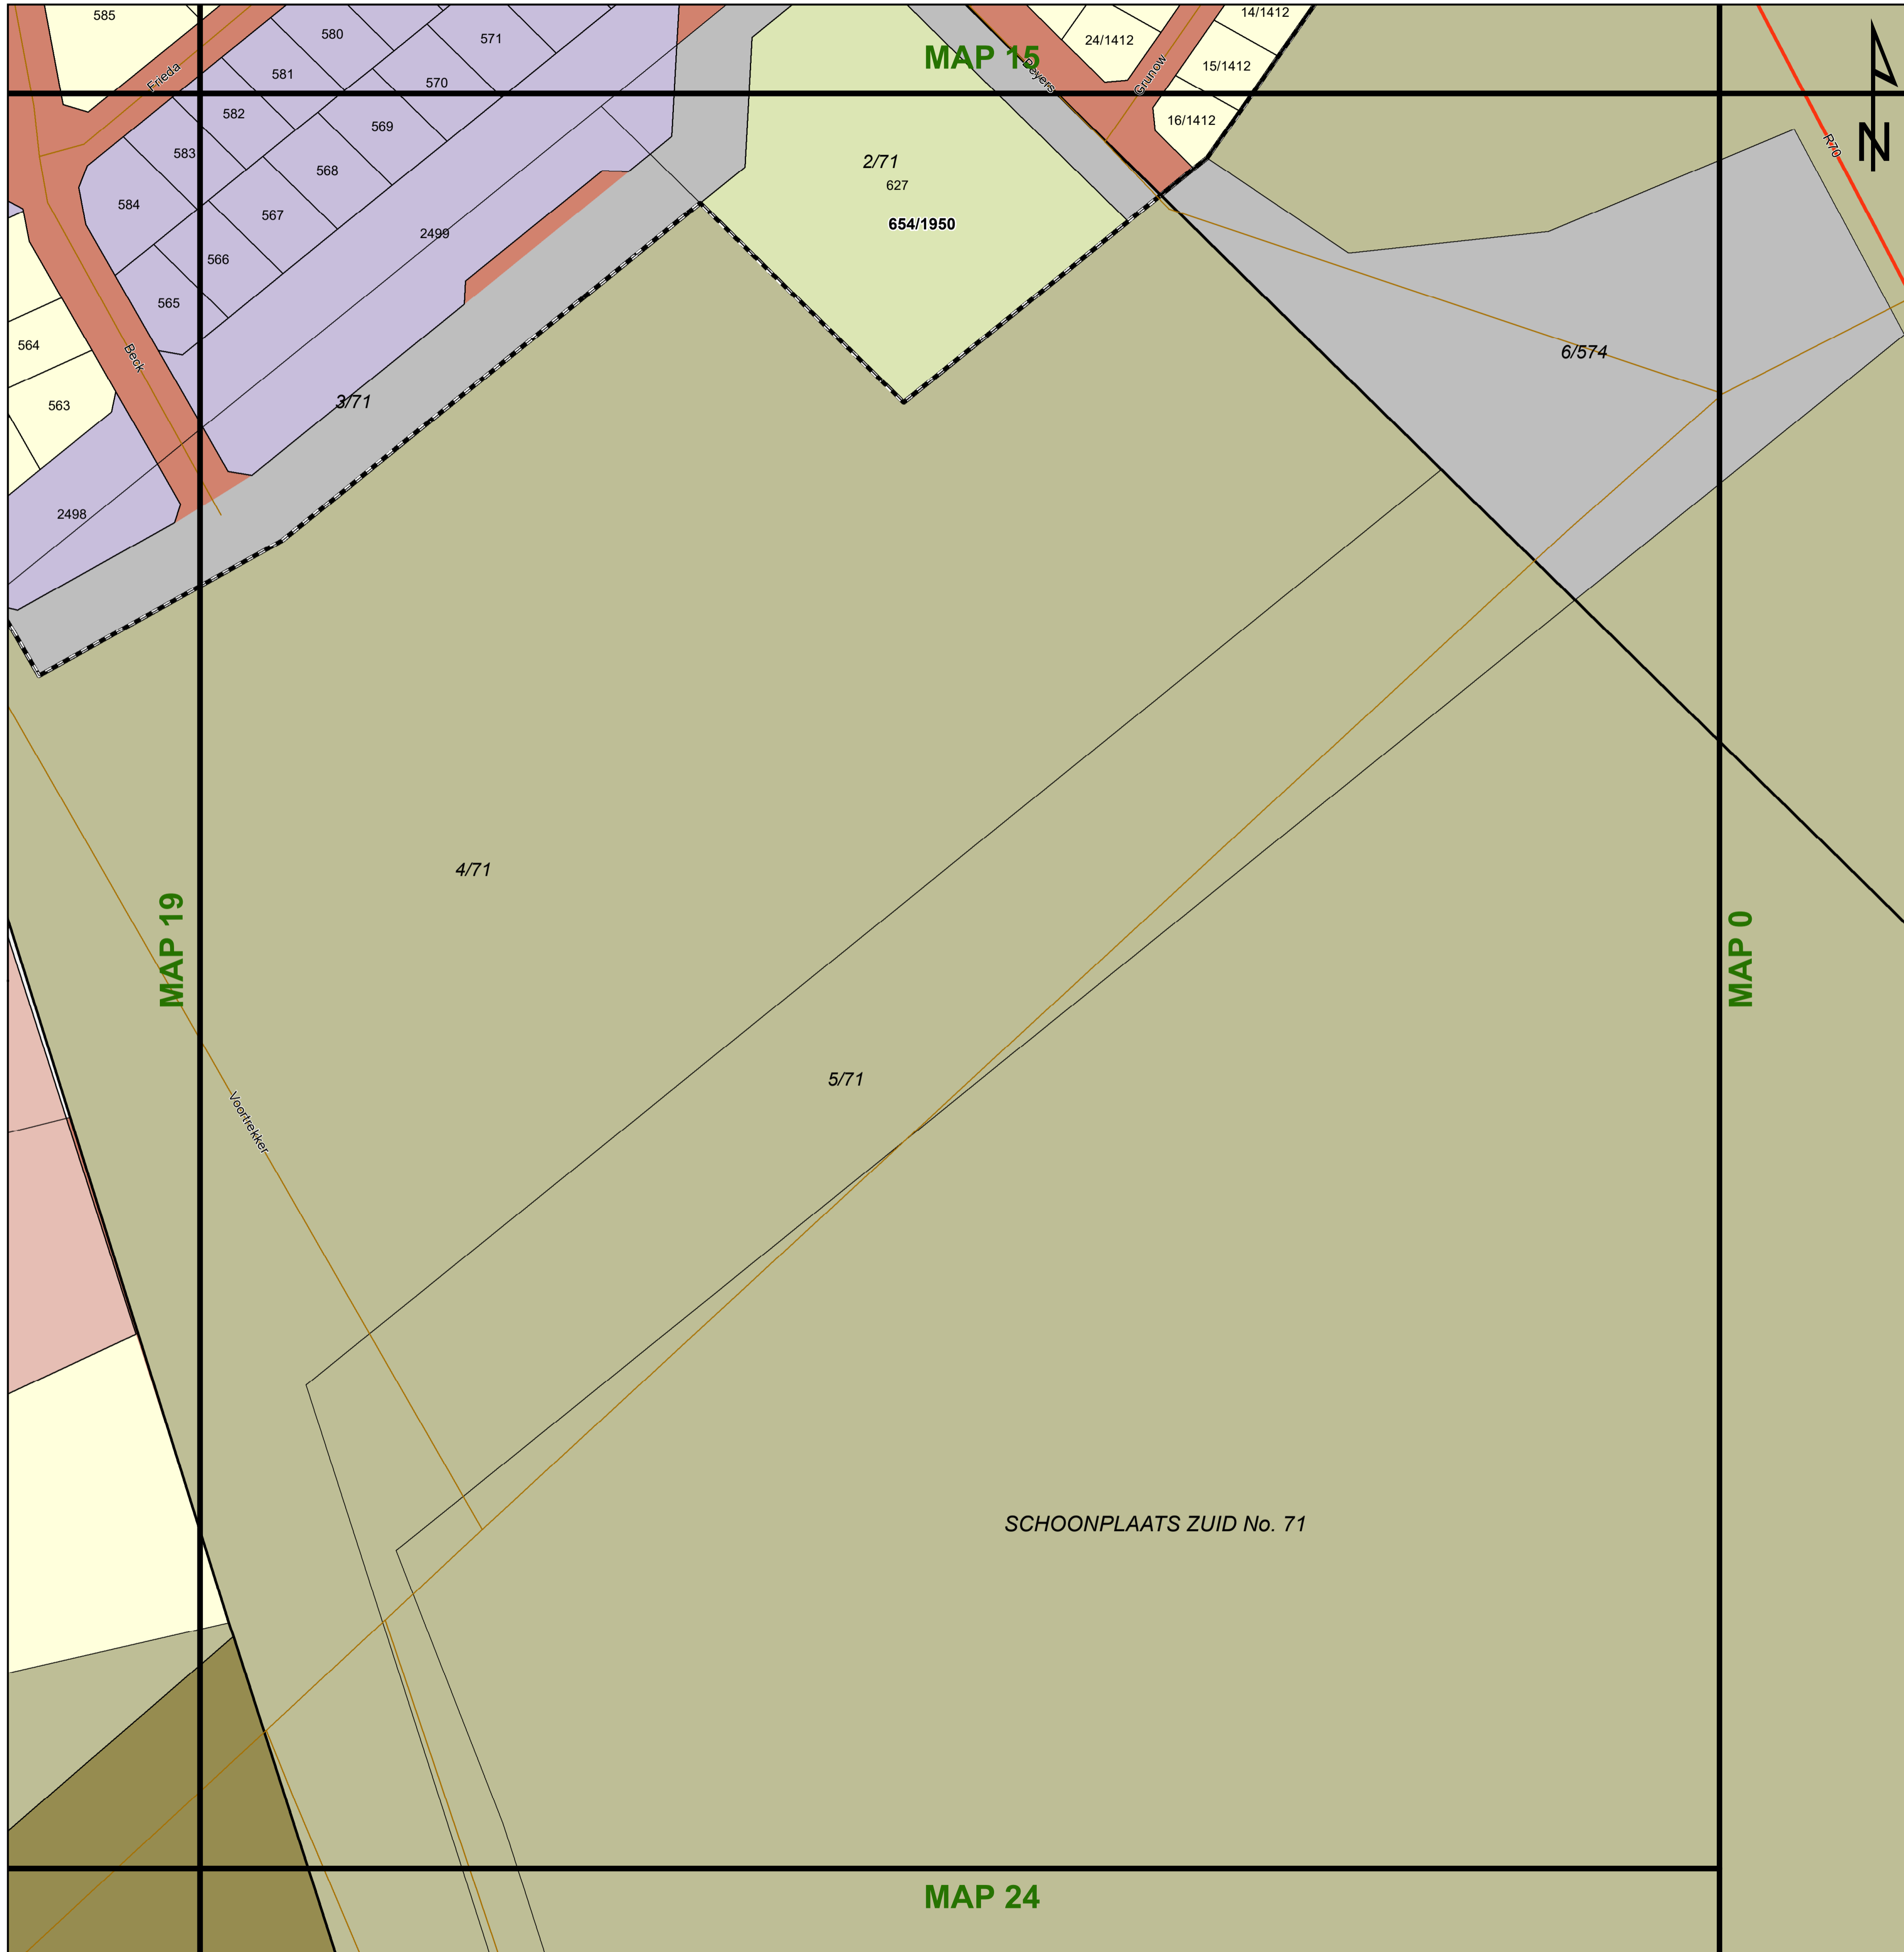 585
580
571
14/1412
24/1412
MAP 15
Frieda
581
570
Beyers
Grunow
15/1412
582
569
16/1412
R70
N
583
568
2/71
627
584
567
654/1950
2499
566
565
564
Beck
6/574
563
3/71
2498
4/71
MAP 19
MAP 0
5/71
Voortrekker
SCHOONPLAATS ZUID No. 71
MAP 24